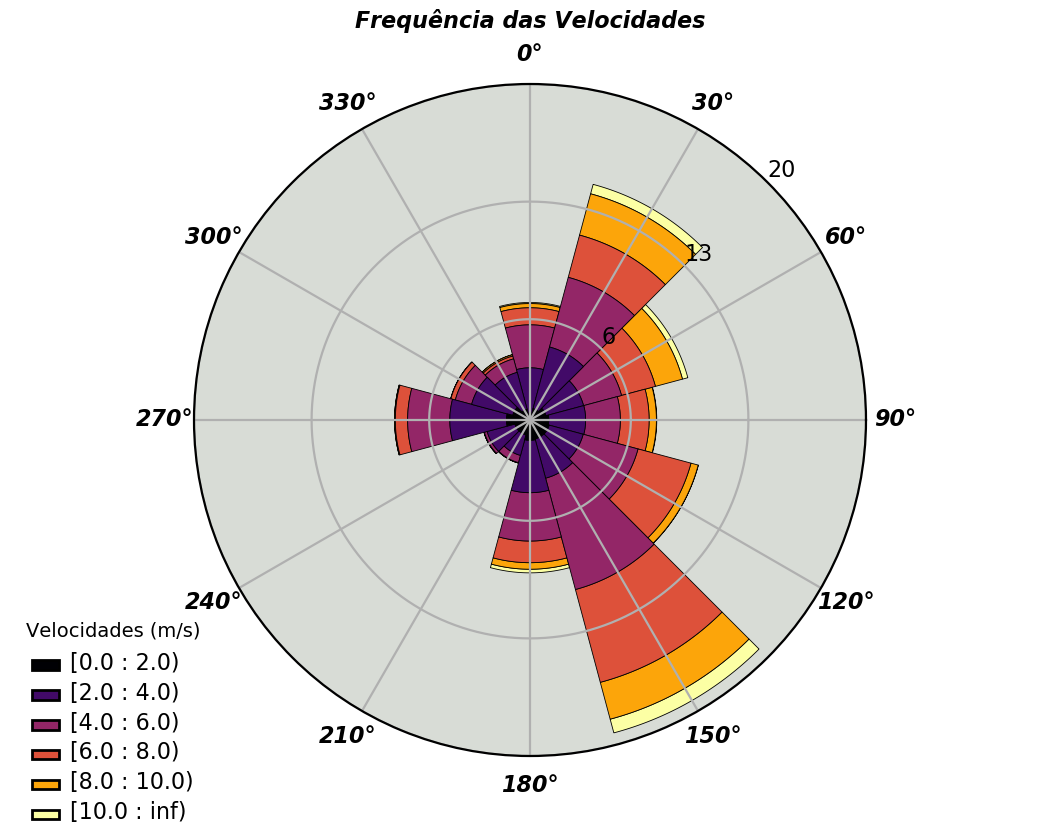 Frequência das Velocidades
0°
30°
60°
90°
120°
150°
180°
210°
240°
270°
300°
330°
6
13
20
Velocidades (m/s)
[0.0 : 2.0)
[2.0 : 4.0)
[4.0 : 6.0)
[6.0 : 8.0)
[8.0 : 10.0)
[10.0 : inf)